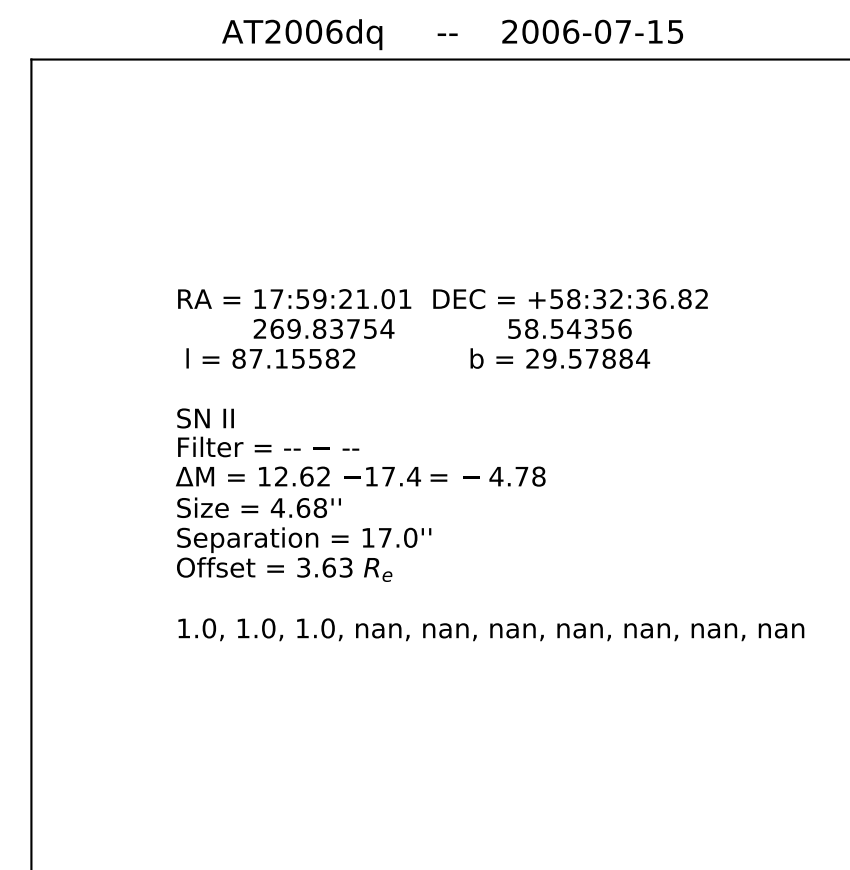 AT2006dq -- 2006-07-15
RA = 17:59:21.01 DEC = +58:32:36.82
269.83754 58.54356
l = 87.15582 b = 29.57884
SN II
Filter = -- − --
ΔM = 12.62 −17.4 = − 4.78
Size = 4.68''
Separation = 17.0''
Offset = 3.63 Rₑ
1.0, 1.0, 1.0, nan, nan, nan, nan, nan, nan, nan